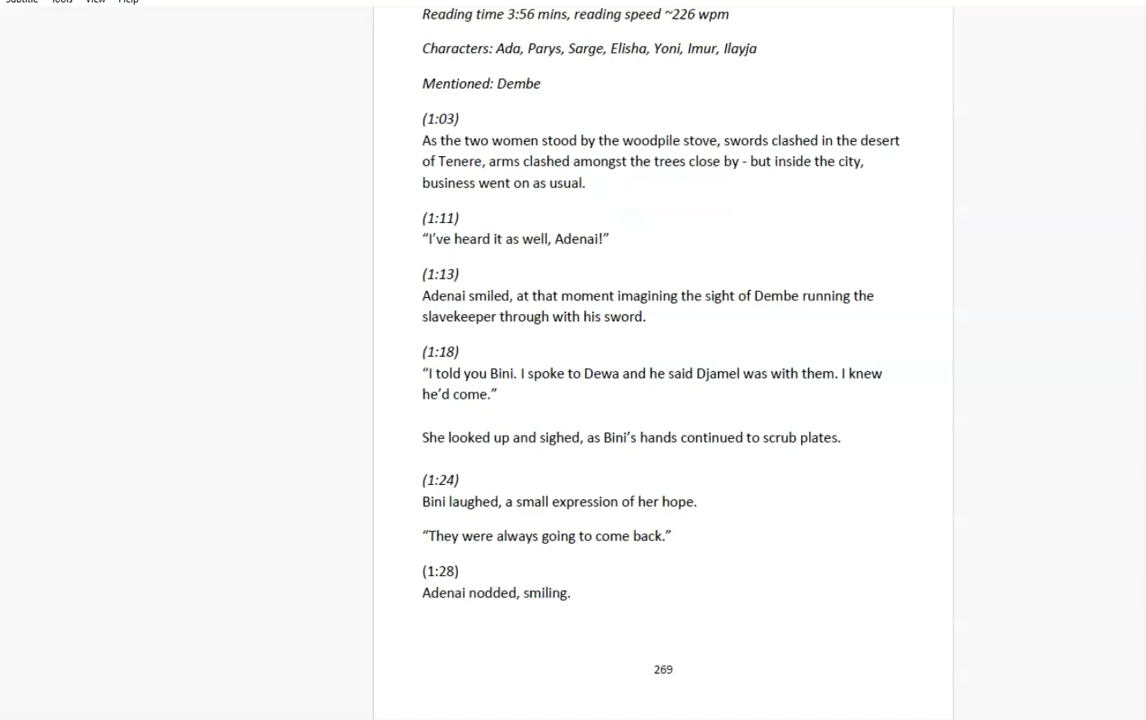 Subtitle Tools View Help
Reading time 3:56 mins, reading speed ~226 wpm
Characters: Ada, Parys, Sarge, Elisha, Yoni, Imur, Ilayja
Mentioned: Dembe
(1:03)
As the two women stood by the woodpile stove, swords clashed in the desert
of Tenere, arms clashed amongst the trees close by - but inside the city,
business went on as usual.
(1:11)
“I’ve heard it as well, Adenai!”
(1:13)
Adenai smiled, at that moment imagining the sight of Dembe running the
slavekeeper through with his sword.
(1:18)
“I told you Bini. I spoke to Dewa and he said Djamel was with them. I knew
he’d come.”
She looked up and sighed, as Bini’s hands continued to scrub plates.
(1:24)
Bini laughed, a small expression of her hope.
“They were always going to come back.”
(1:28)
Adenai nodded, smiling.
269